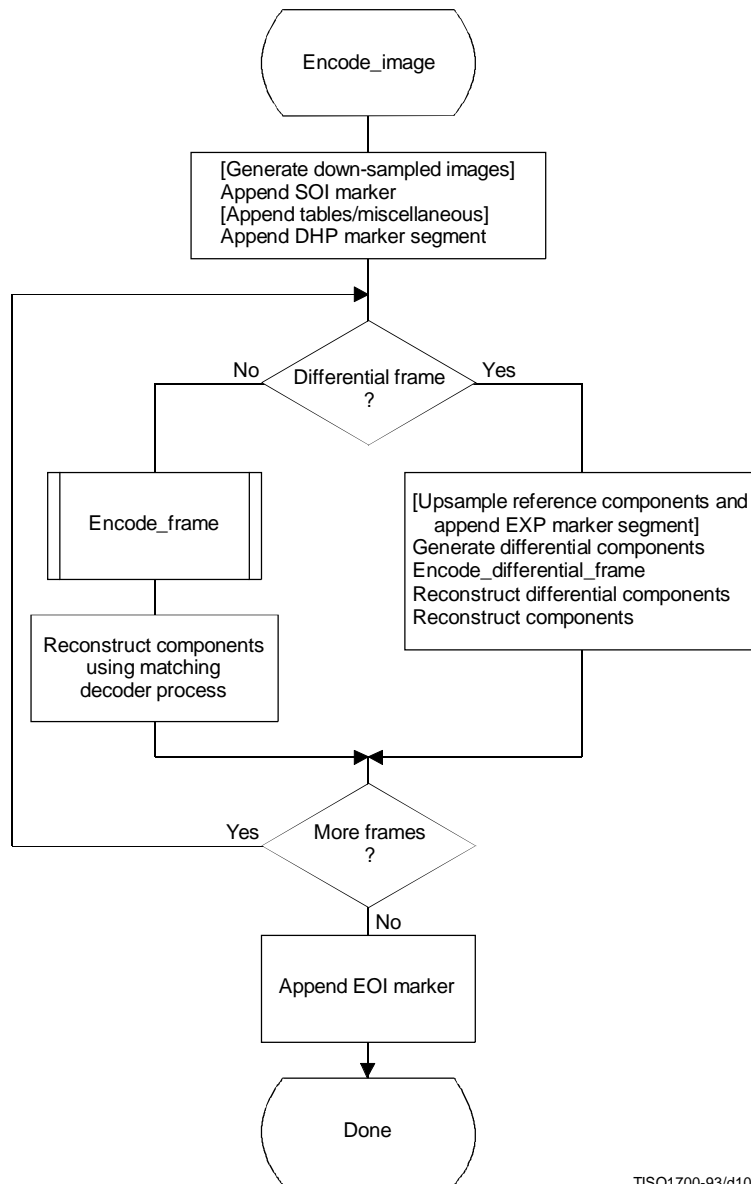 Encode_image
[Generate down-sampled images]
Append SOI marker
[Append tables/miscellaneous]
Append DHP marker segment
No
Differential frame
?
Yes
Encode_frame
[Upsample reference components and
append EXP marker segment]
Generate differential components
Encode_differential_frame
Reconstruct differential components
Reconstruct components
Reconstruct components
using matching
decoder process
Yes
More frames
?
No
Append EOI marker
Done
TISO1700-93/d10